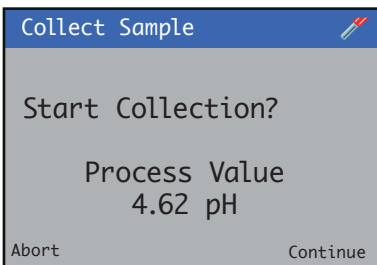 Collect Sample
Start Collection?
Process Value
4.62 pH
Abort Continue